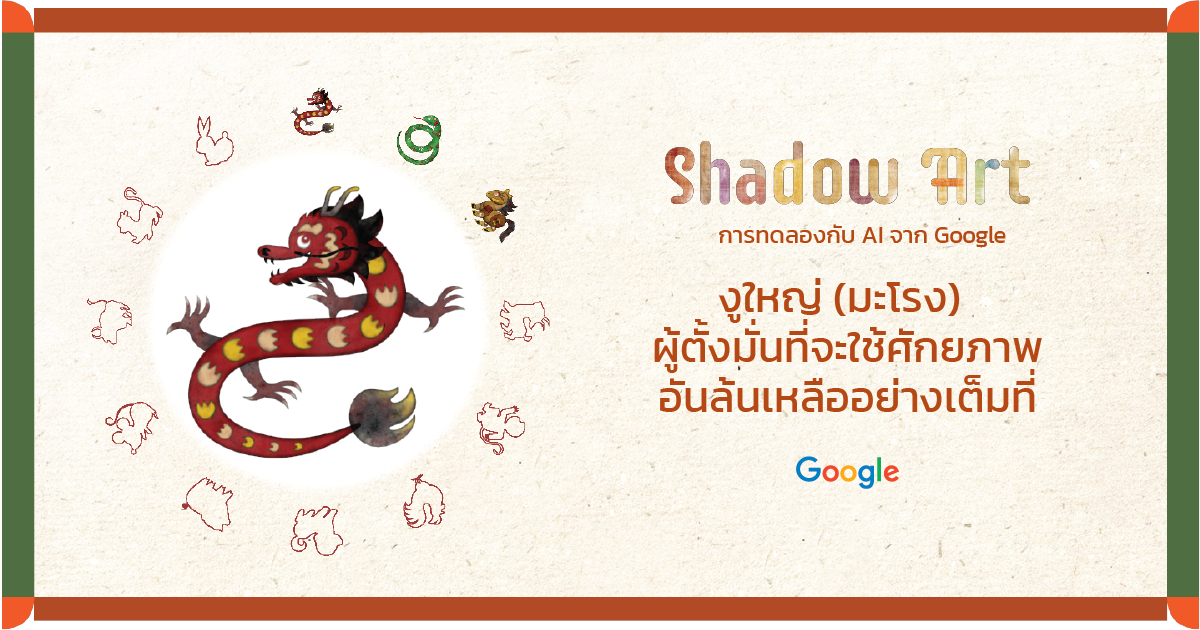 Shadow Art
การทดลองกับ AI จาก Google
งูใหญ่ (มะโรง)
ผู้ตั้งมั่นที่จะใช้ศักยภาพ
อันล้นเหลืออย่างเต็มที่
Google